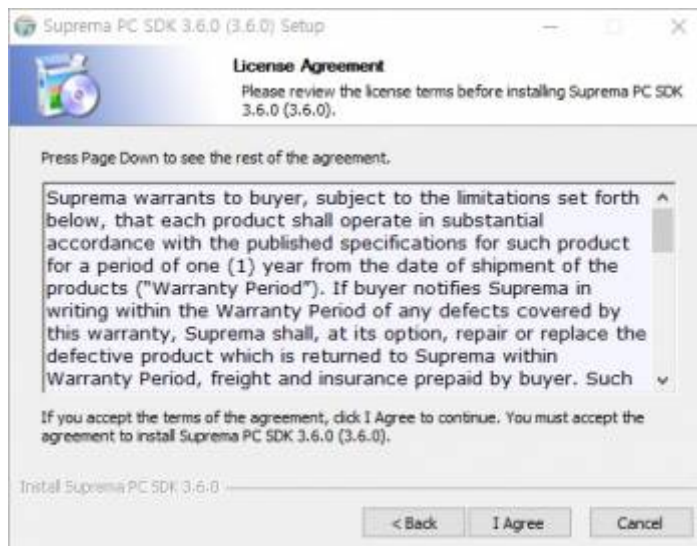 Suprema PC SDK 3.6.0 (3.6.0) Setup
License Agreement
Please review the license terms before installing Suprema PC SDK
3.6.0 (3.6.0).
Press Page Down to see the rest of the agreement.
Suprema warrants to buyer, subject to the limitations set forth
below, that each product shall operate in substantial
accordance with the published specifications for such product
for a period of one (1) year from the date of shipment of the
products ("Warranty Period"). If buyer notifies Suprema in
writing within the Warranty Period of any defects covered by
this warranty, Suprema shall, at its option, repair or replace the
defective product which is returned to Suprema within
Warranty Period, freight and insurance prepaid by buyer. Such
If you accept the terms of the agreement, click I Agree to continue. You must accept the
agreement to install Suprema PC SDK 3.6.0 (3.6.0).
Install Suprema PC SDK 3.6.0
< Back I Agree Cancel